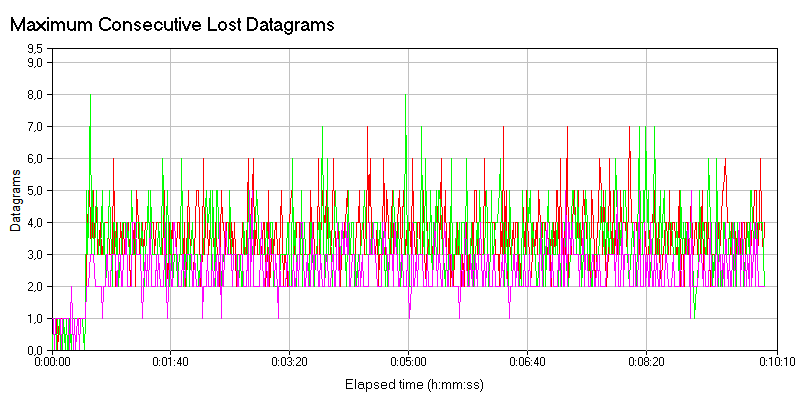 Maximum Consecutive Lost Datagrams
9,5
9,0
8,0
7,0
6,0
5,0
4,0
3,0
2,0
1,0
0,0
Datagrams
0:00:00 0:01:40 0:03:20 0:05:00 0:06:40 0:08:20 0:10:10
Elapsed time (h:mm:ss)